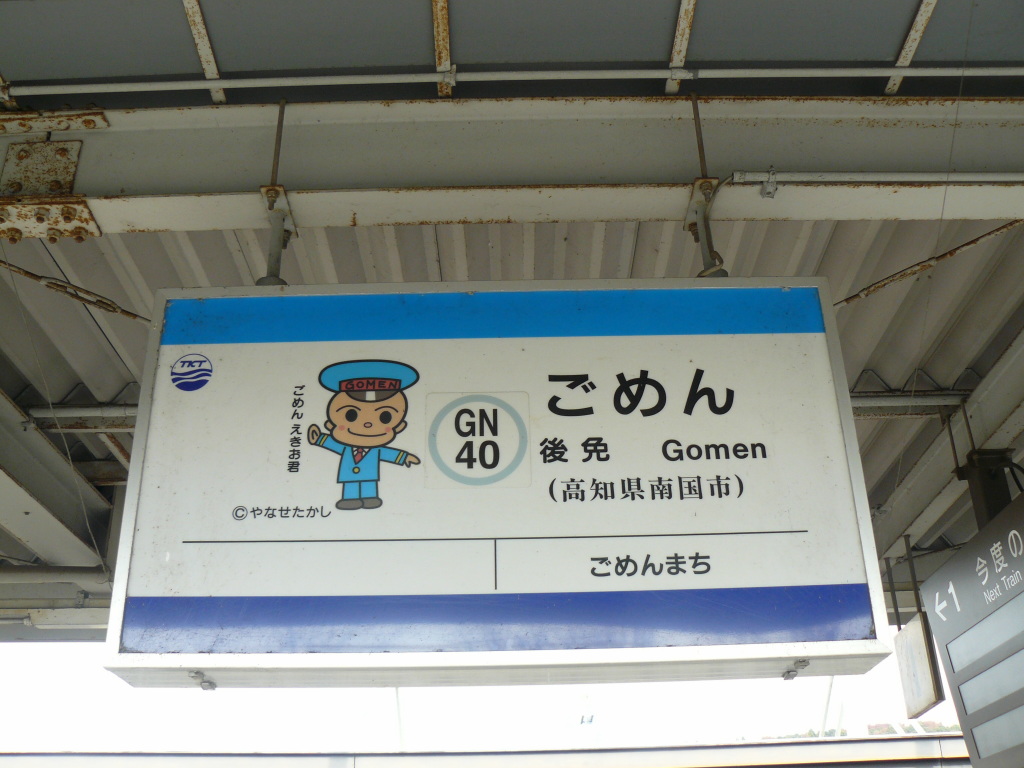 TKT
ごめん えきお君
GOMEN
©やなせたかし
GN
40
ごめん
後免 Gomen
(高知県南国市)
ごめんまち
←1 今度の
Next Train